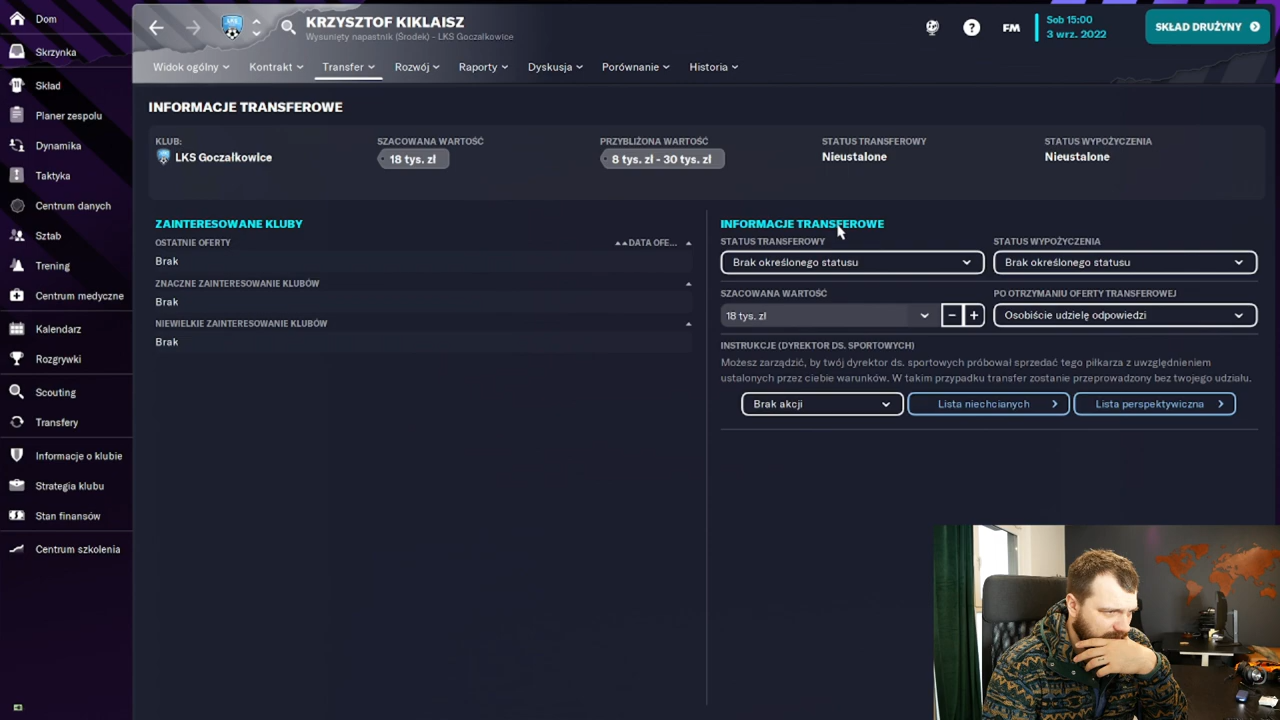 Dom
Skrzynka
Skład
Planer zespołu
Dynamika
Taktyka
Centrum danych
Sztab
Trening
Centrum medyczne
Kalendarz
Rozgrywki
Scouting
Transfery
Informacje o klubie
Strategia klubu
Stan finansów
Centrum szkolenia
KRZYSZTOF KIKLAISZ
Wysunięty napastnik (Środek) - LKS Goczałkowice
FM
Sob 15:00
3 wrz. 2022
SKŁAD DRUŻYNY
Widok ogólny
Kontrakt
Transfer
Rozwój
Raporty
Dyskusja
Porównanie
Historia
INFORMACJE TRANSFEROWE
KLUB:
LKS Goczałkowice
SZACOWANA WARTOŚĆ
18 tys. zł
PRZYBLIŻONA WARTOŚĆ
8 tys. zł - 30 tys. zł
STATUS TRANSFEROWY
Nieustalone
STATUS WYPOŻYCZENIA
Nieustalone
ZAINTERESOWANE KLUBY
OSTATNIE OFERTY DATA OFE...
Brak
ZNACZNE ZAINTERESOWANIE KLUBÓW
Brak
NIEWIELKIE ZAINTERESOWANIE KLUBÓW
Brak
INFORMACJE TRANSFEROWE
STATUS TRANSFEROWY
Brak określonego statusu
STATUS WYPOŻYCZENIA
Brak określonego statusu
SZACOWANA WARTOŚĆ
18 tys. zł
PO OTRZYMANIU OFERTY TRANSFEROWEJ
Osobiście udzielę odpowiedzi
INSTRUKCJE (DYREKTOR DS. SPORTOWYCH)
Możesz zarządzić, by twój dyrektor ds. sportowych próbował sprzedać tego piłkarza z uwzględnieniem
ustalonych przez ciebie warunków. W takim przypadku transfer zostanie przeprowadzony bez twojego udziału.
Brak akcji
Lista niechcianych
Lista perspektywiczna